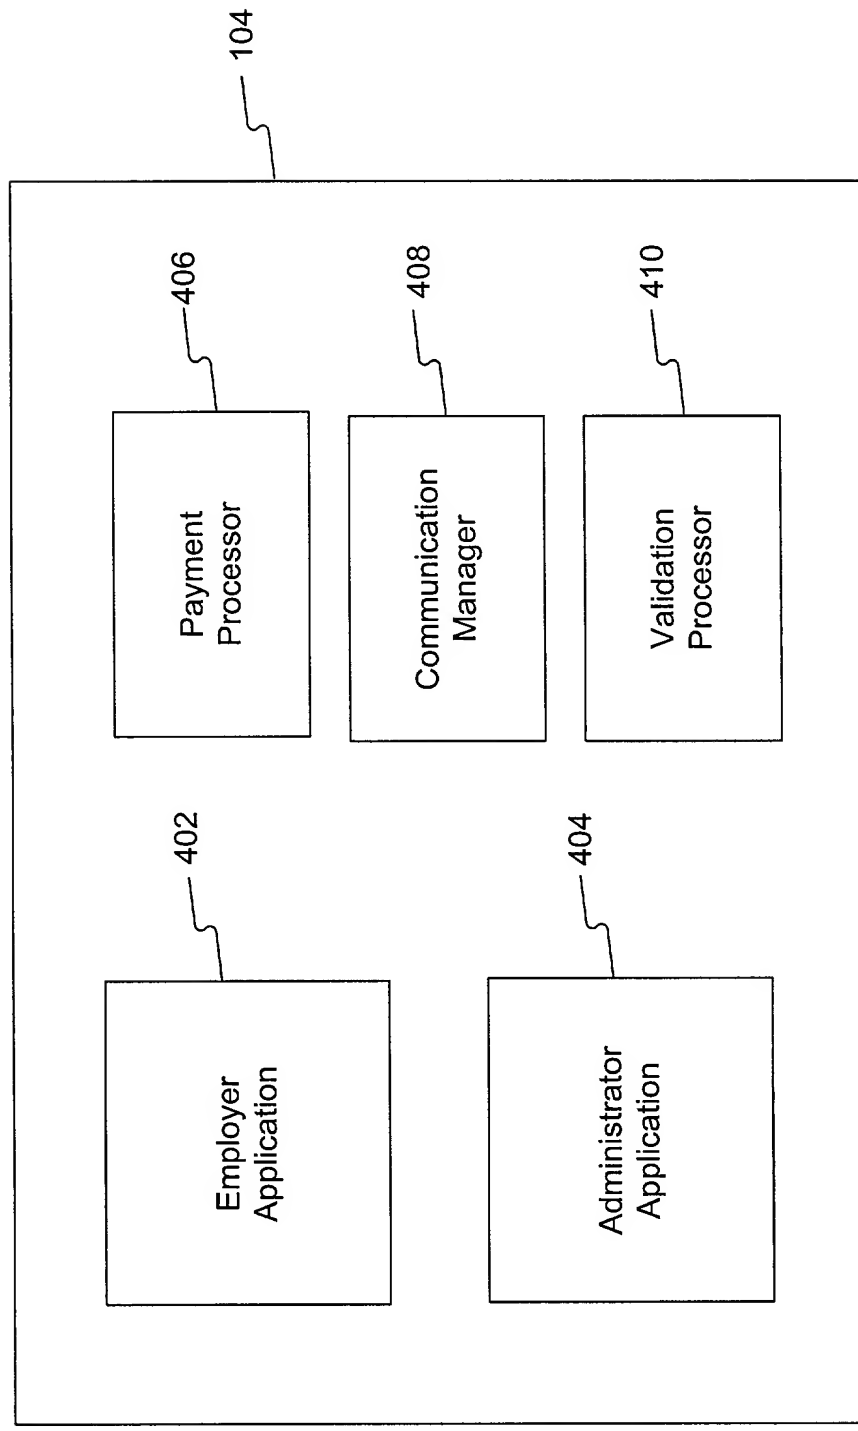 104
402
Employer
Application
406
Payment
Processor
408
Communication
Manager
404
Administrator
Application
410
Validation
Processor